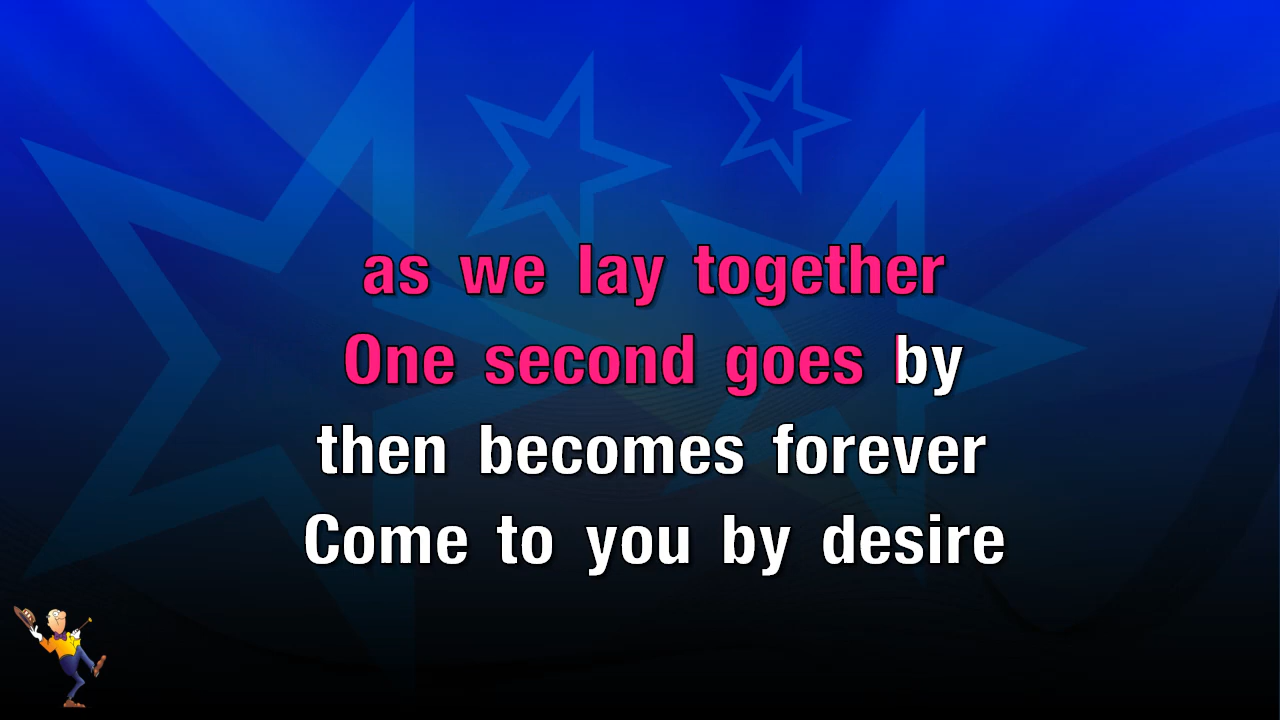 as we lay together
One second goes by
then becomes forever
Come to you by desire